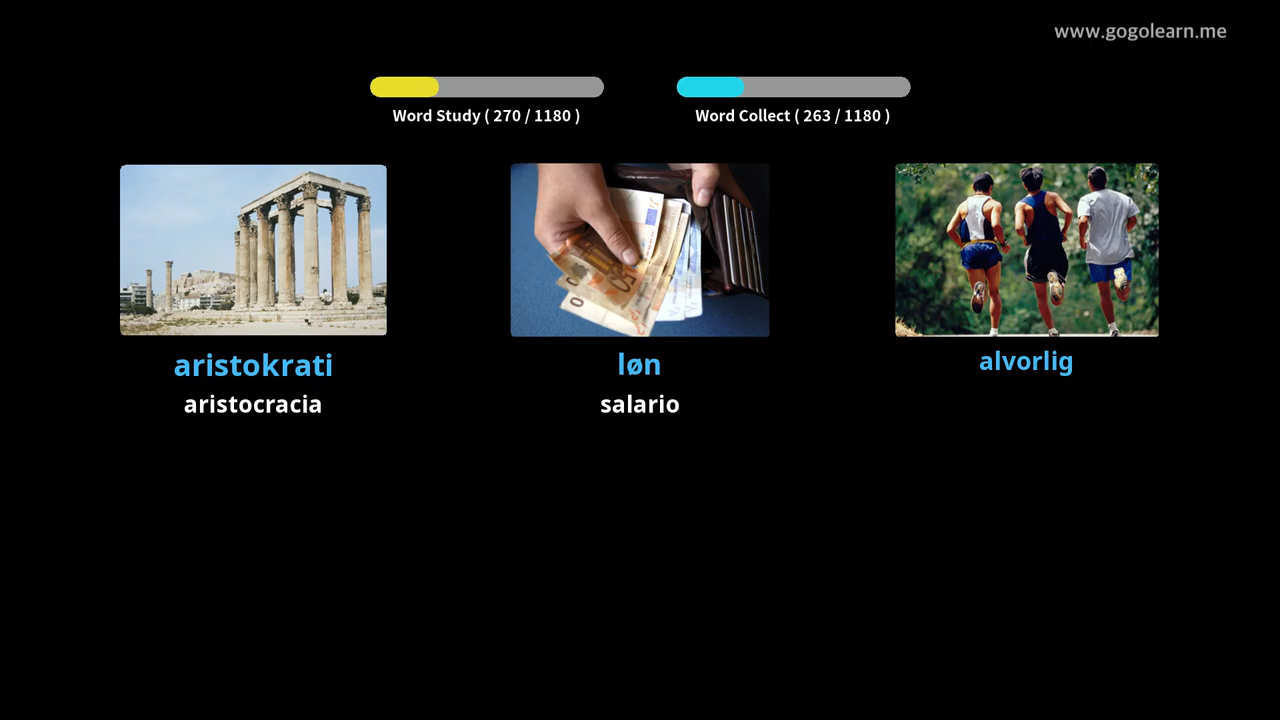 www.gogolearn.me
Word Study ( 270 / 1180 )
Word Collect ( 263 / 1180 )
aristokrati
aristocracia
løn
salario
alvorlig